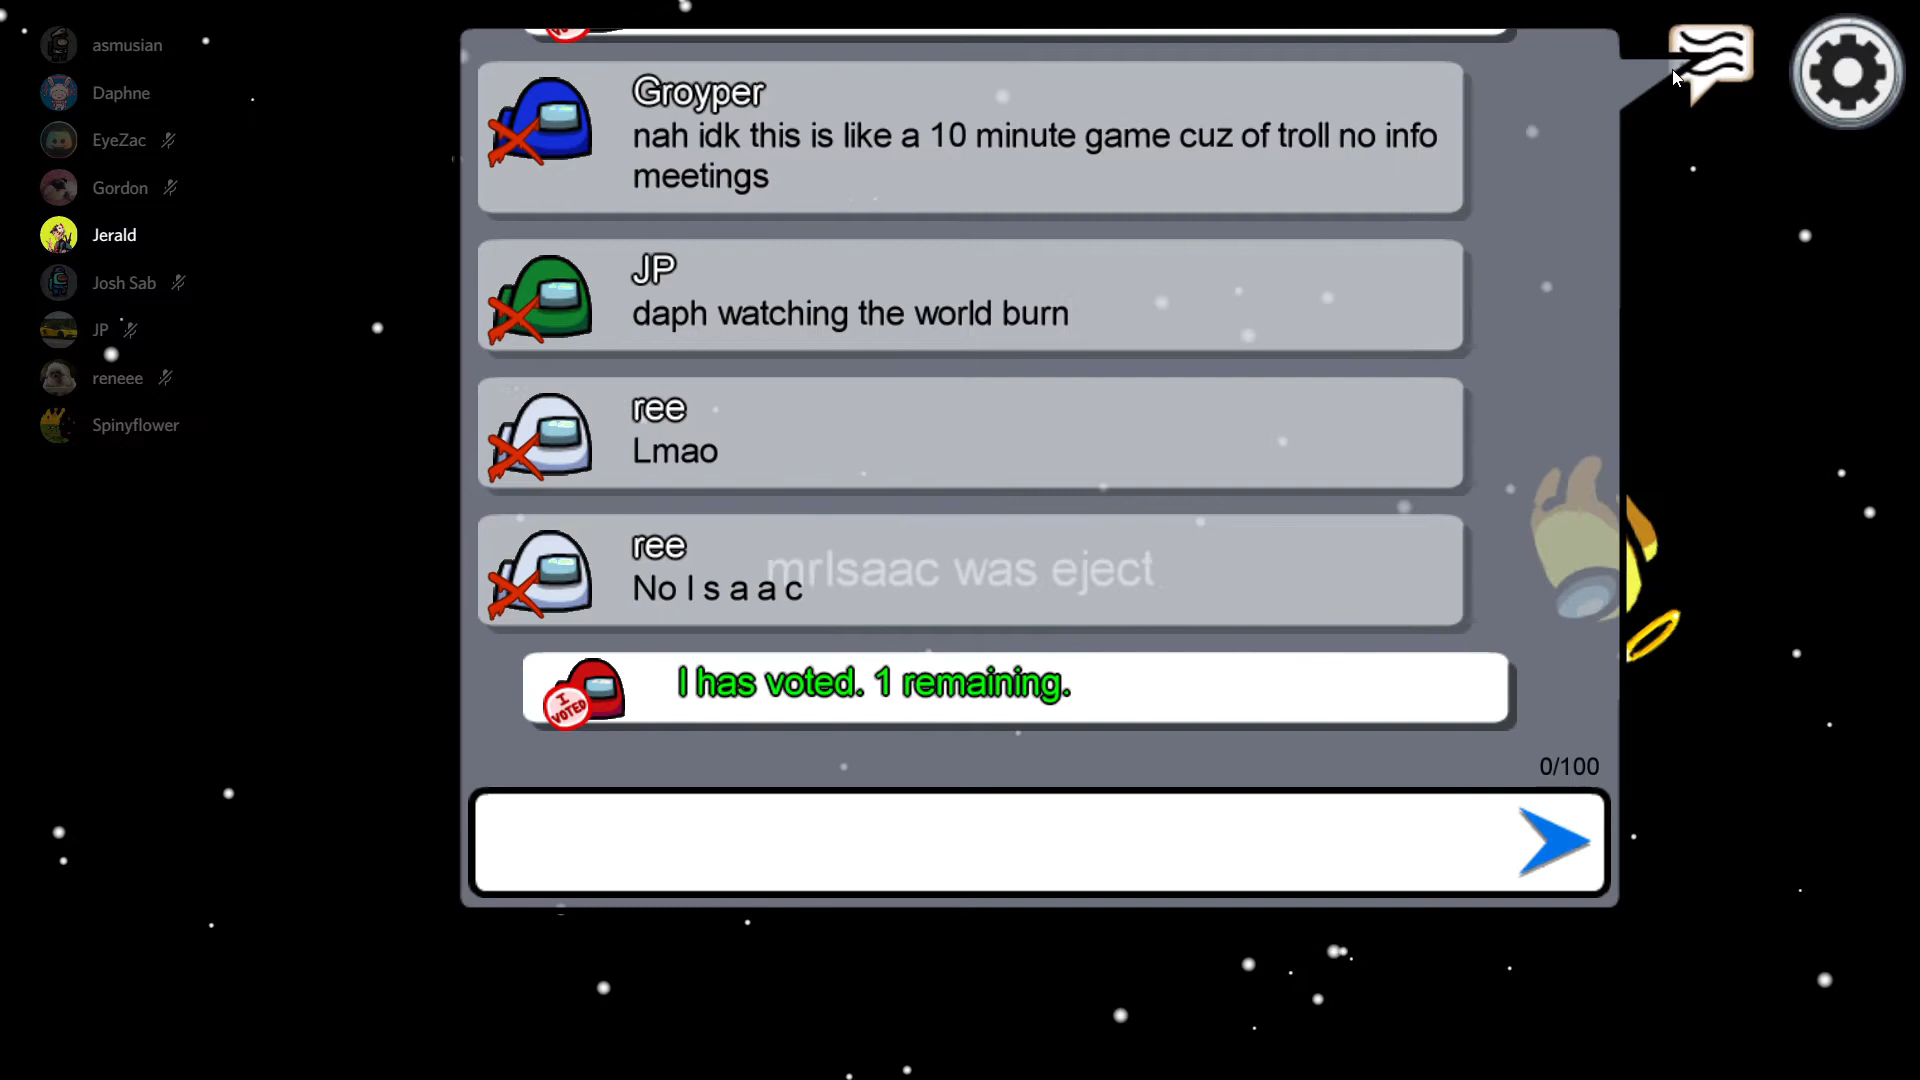 asmusian
Daphne
EyeZac
Gordon
Jerald
Josh Sab
JP
reneee
Spinyflower
Groyper
nah idk this is like a 10 minute game cuz of troll no info
meetings
JP
daph watching the world burn
ree
Lmao
ree
No I s a a c
mrIsaac was eject
I has voted. 1 remaining.
I VOTED
0/100